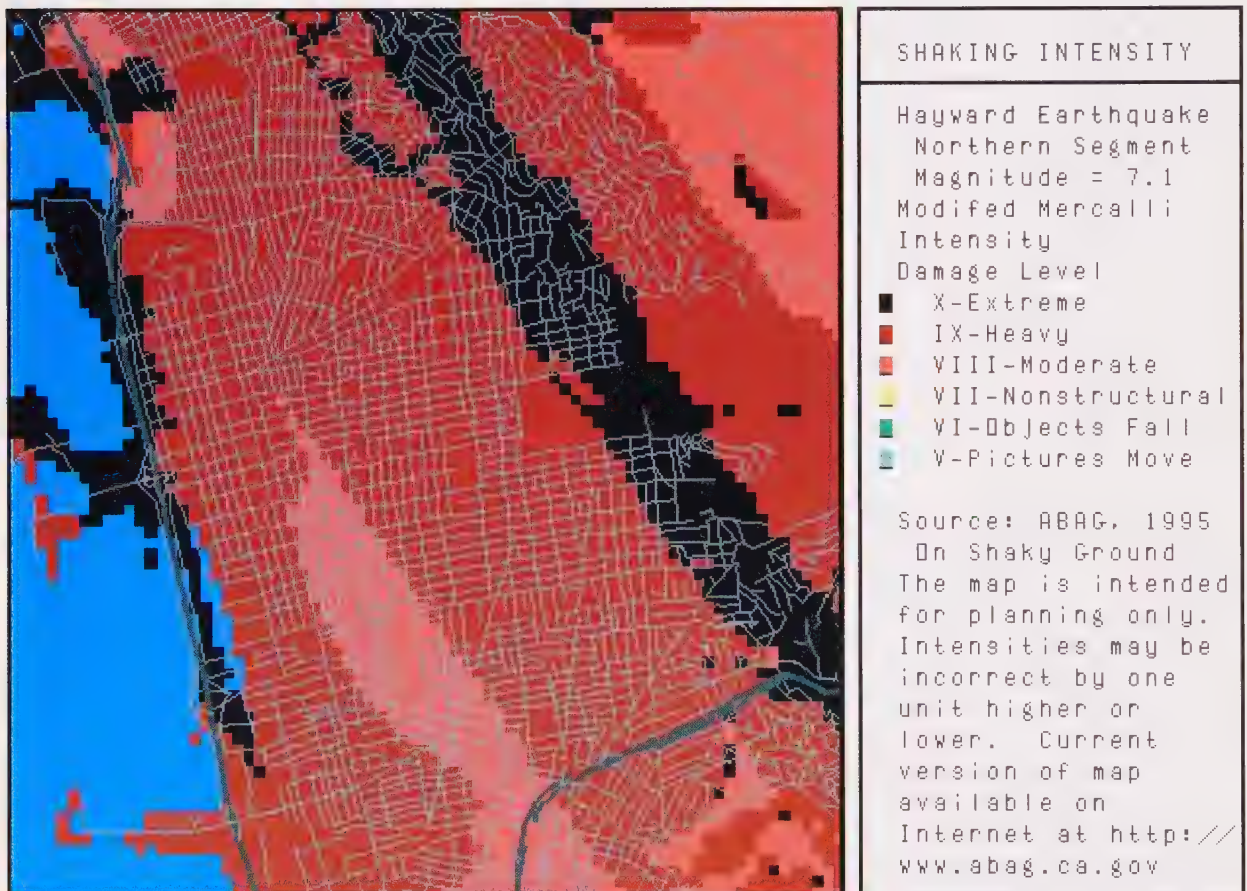 SHAKING INTENSITY
Hayward Earthquake
Northern Segment
Magnitude = 7.1
Modifed Mercalli
Intensity
Damage Level
X-Extreme
IX-Heavy
VIII-Moderate
VII-Nonstructural
VI-Objects Fall
V-Pictures Move
Source: ABAG, 1995
On Shaky Ground
The map is intended
for planning only.
Intensities may be
incorrect by one
unit higher or
lower. Current
version of map
available on
Internet at http://
www.abag.ca.gov